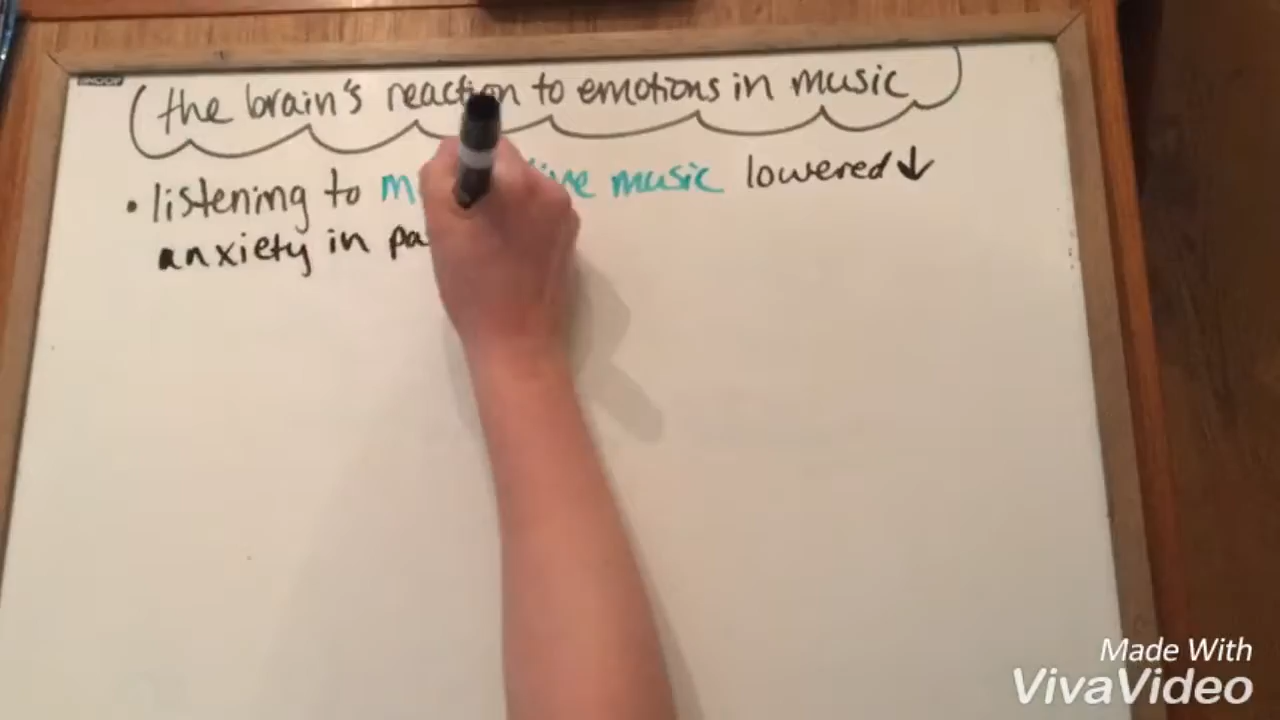 the brain's reaction to emotions in music
• listening to music lowered ↓
anxiety in
Made With
VivaVideo